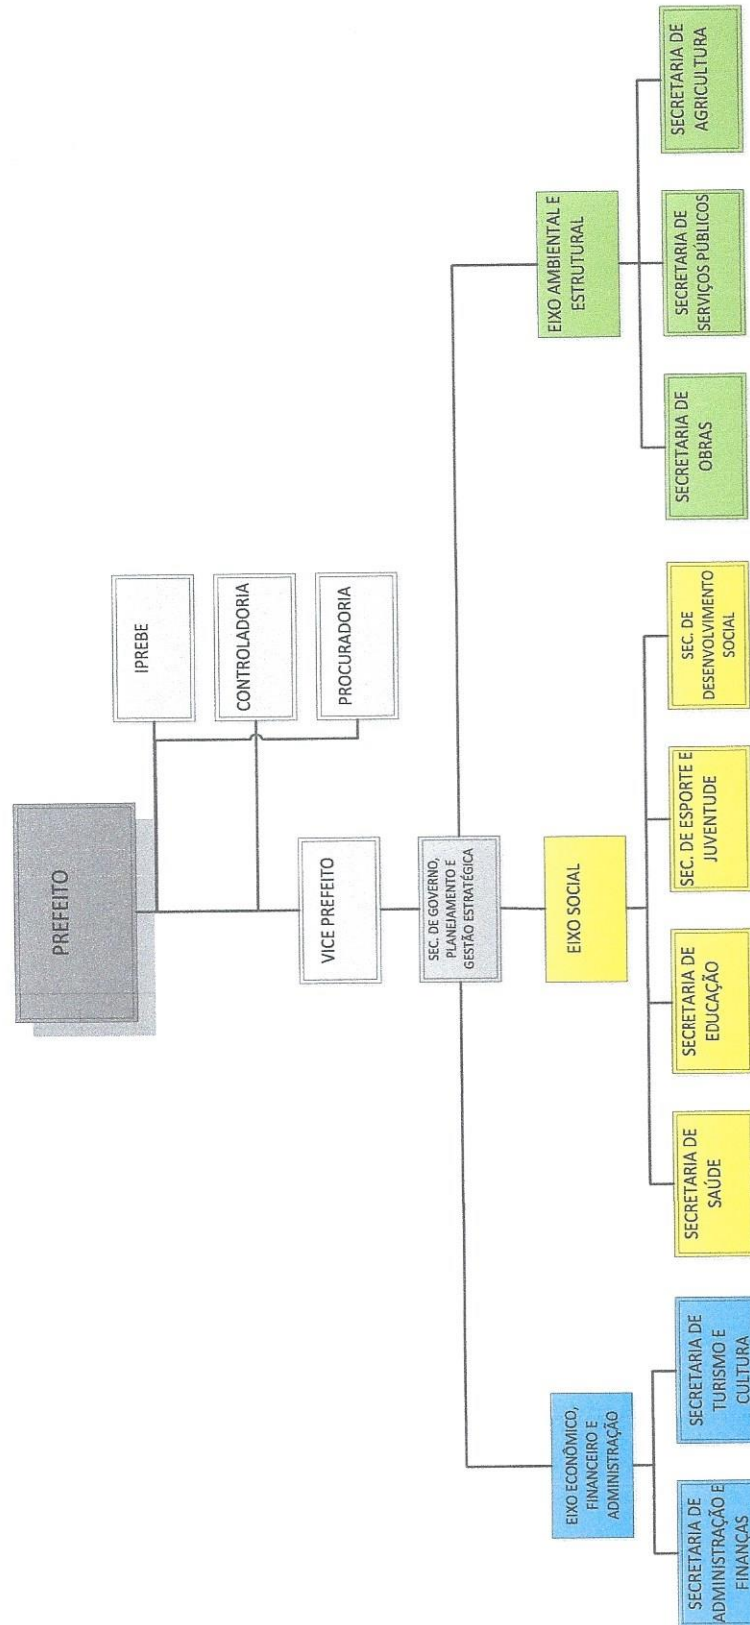 PREFEITO
IPREBE
CONTROLADORIA
PROCURADORIA
VICE PREFEITO
SEC. DE GOVERNO,
PLANEJAMENTO E
GESTÃO ESTRATÉGICA
EIXO ECONÔMICO,
FINANCEIRO E
ADMINISTRAÇÃO
EIXO SOCIAL
EIXO AMBIENTAL E
ESTRUTURAL
SECRETARIA DE
ADMINISTRAÇÃO E
FINANÇAS
SECRETARIA DE
TURISMO E
CULTURA
SECRETARIA DE
SAÚDE
SECRETARIA DE
EDUCAÇÃO
SEC. DE ESPORTE E
JUVENTUDE
SEC. DE
DESENVOLVIMENTO
SOCIAL
SECRETARIA DE
OBRAS
SECRETARIA DE
SERVIÇOS PÚBLICOS
SECRETARIA DE
AGRICULTURA